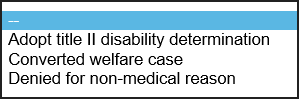 --
Adopt title II disability determination
Converted welfare case
Denied for non-medical reason